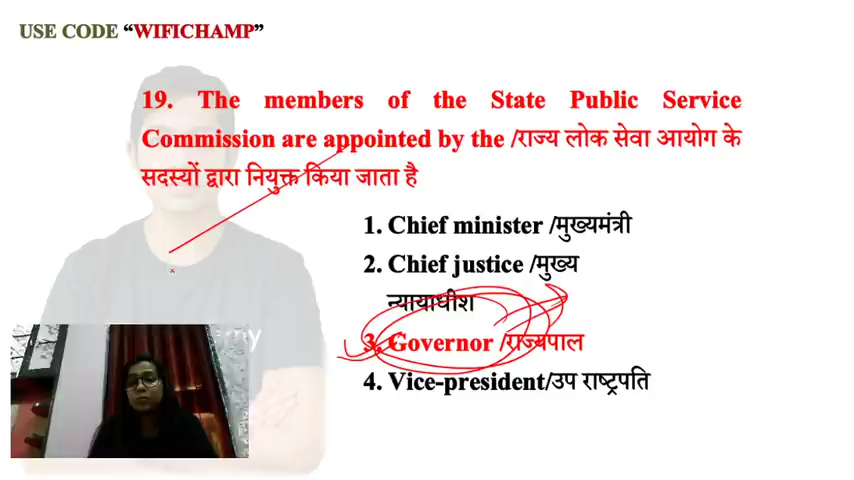 USE CODE “WIFICHAMP”
19. The members of the State Public Service
Commission are appointed by the /राज्य लोक सेवा आयोग के
सदस्यों द्वारा नियुक्त किया जाता है
1. Chief minister /मुख्यमंत्री
2. Chief justice /मुख्य
न्यायाधीश
3. Governor /राज्यपाल
4. Vice-president/उप राष्ट्रपति